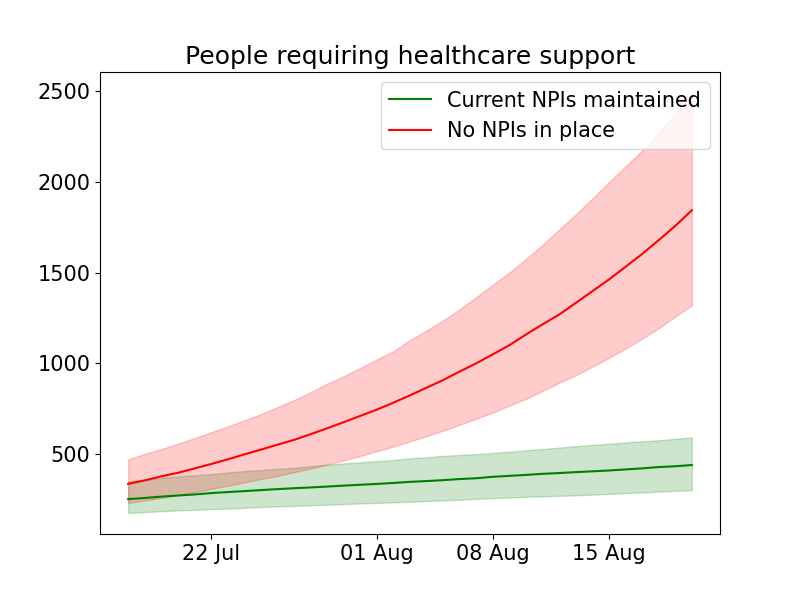 People requiring healthcare support
2500
2000
1500
1000
500
Current NPIs maintained
No NPIs in place
22 Jul
01 Aug
08 Aug
15 Aug